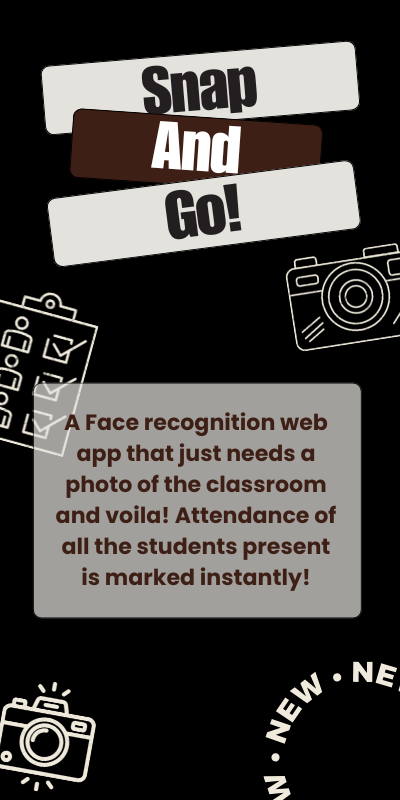 Snap
And
Go!
A Face recognition web
app that just needs a
photo of the classroom
and voila! Attendance of
all the students present
is marked instantly!
• NEW • NE
W